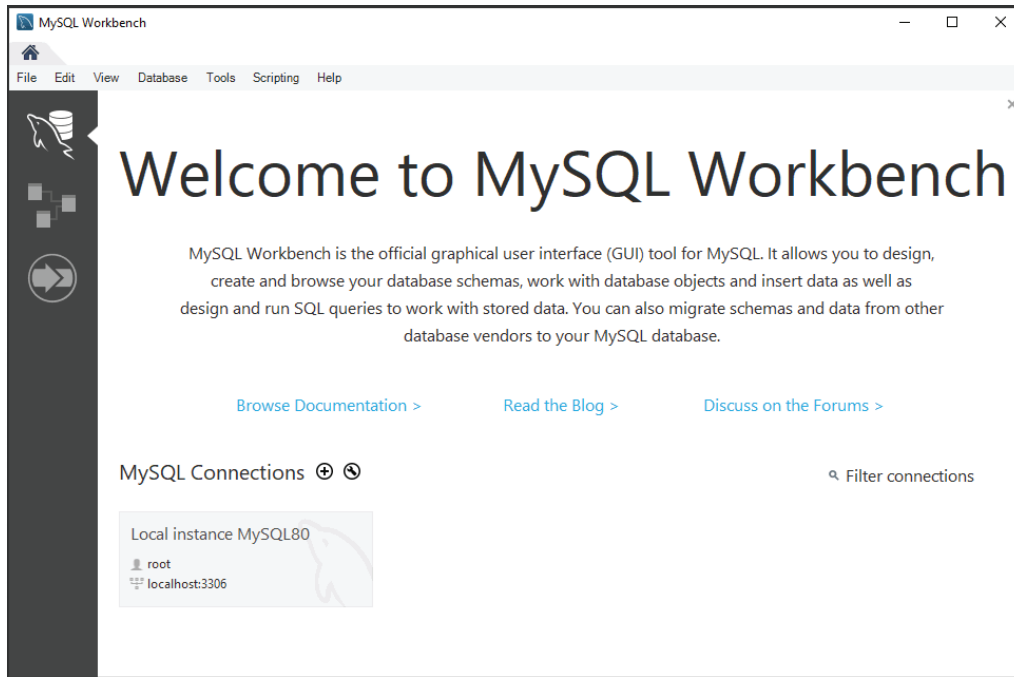 MySQL Workbench
File Edit View Database Tools Scripting Help
Welcome to MySQL Workbench
MySQL Workbench is the official graphical user interface (GUI) tool for MySQL. It allows you to design,
create and browse your database schemas, work with database objects and insert data as well as
design and run SQL queries to work with stored data. You can also migrate schemas and data from other
database vendors to your MySQL database.
Browse Documentation > Read the Blog > Discuss on the Forums >
MySQL Connections Filter connections
Local instance MySQL80
root
localhost:3306